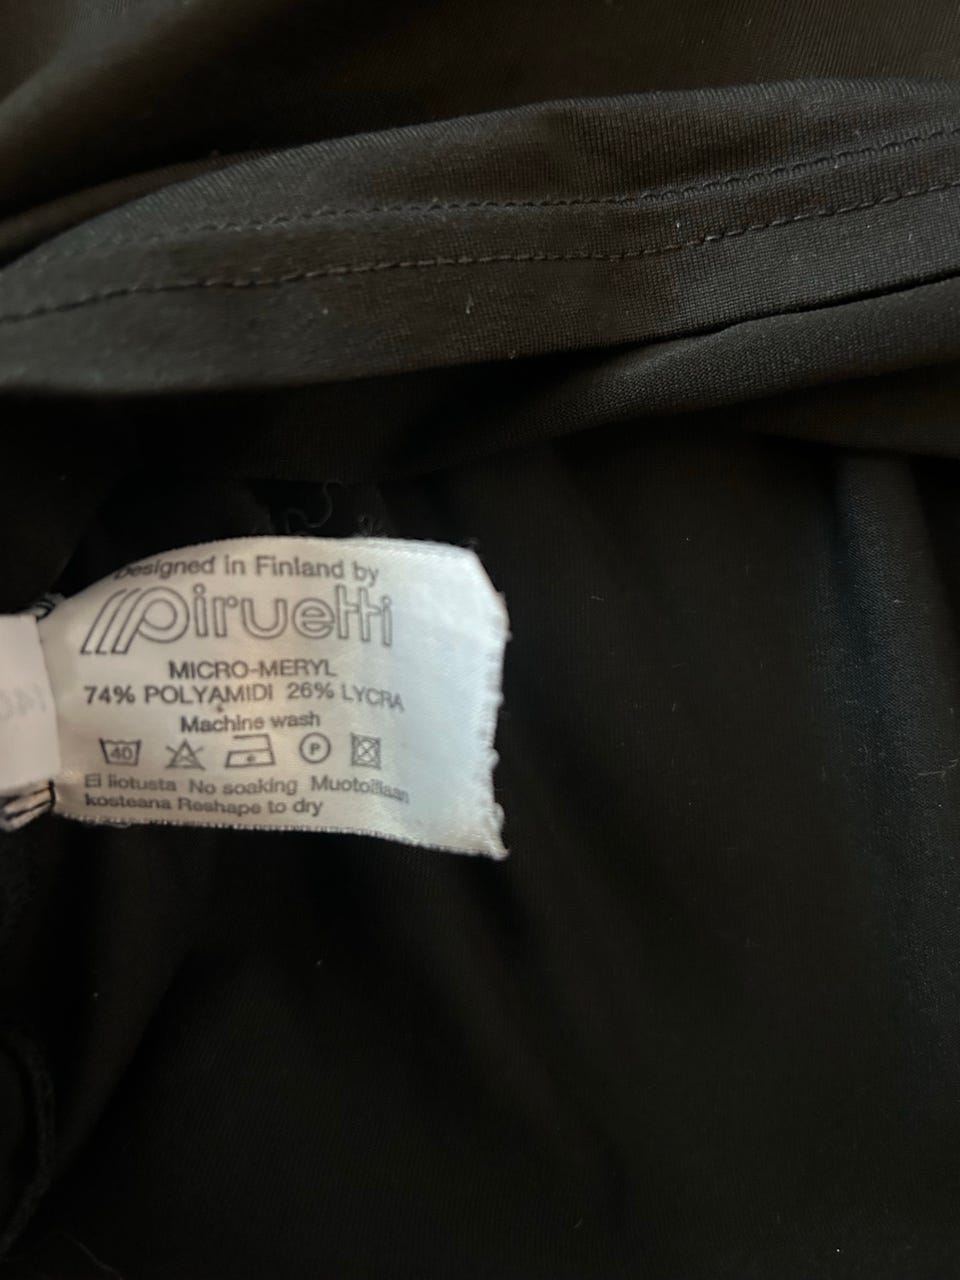 Designed in Finland by
Piruetti
MICRO-MERYL
74% POLYAMIDI 26% LYCRA
Machine wash
40 P
Ei liotusta No soaking Muotoillaan
kosteana Reshape to dry